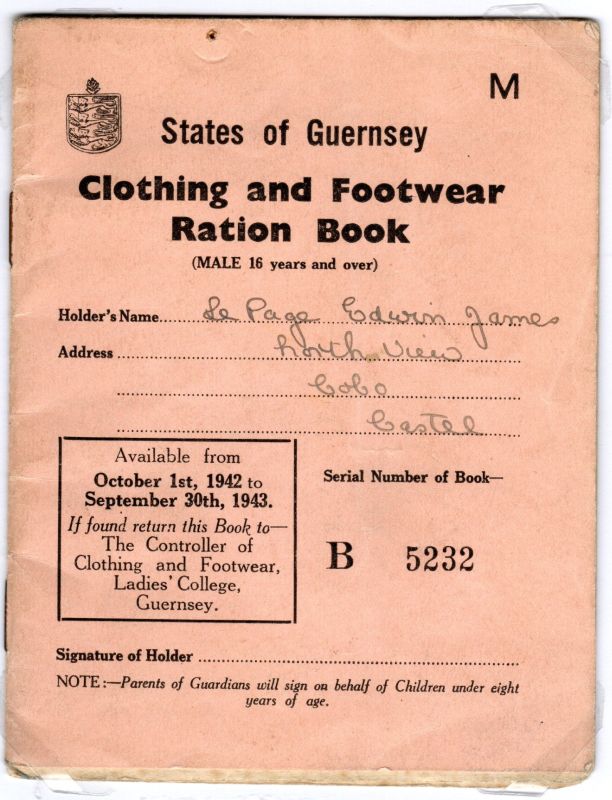 M
States of Guernsey
Clothing and Footwear
Ration Book
(MALE 16 years and over)
Holder's Name Le Page Edwin James
Address North View
Cobo
Castel
Available from
October 1st, 1942 to
September 30th, 1943.
If found return this Book to—
The Controller of
Clothing and Footwear,
Ladies' College,
Guernsey.
Serial Number of Book—
B 5232
Signature of Holder
NOTE :—Parents of Guardians will sign on behalf of Children under eight
years of age.